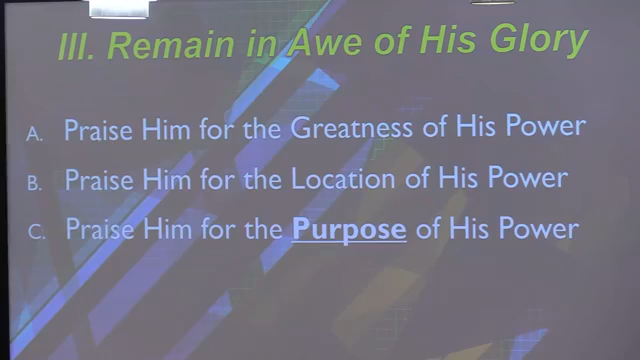 III. Remain in Awe of His Glory
A. Praise Him for the Greatness of His Power
B. Praise Him for the Location of His Power
C. Praise Him for the Purpose of His Power